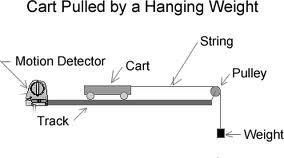 Cart Pulled by a Hanging Weight
String
Motion Detector
Cart
Pulley
Track
Weight